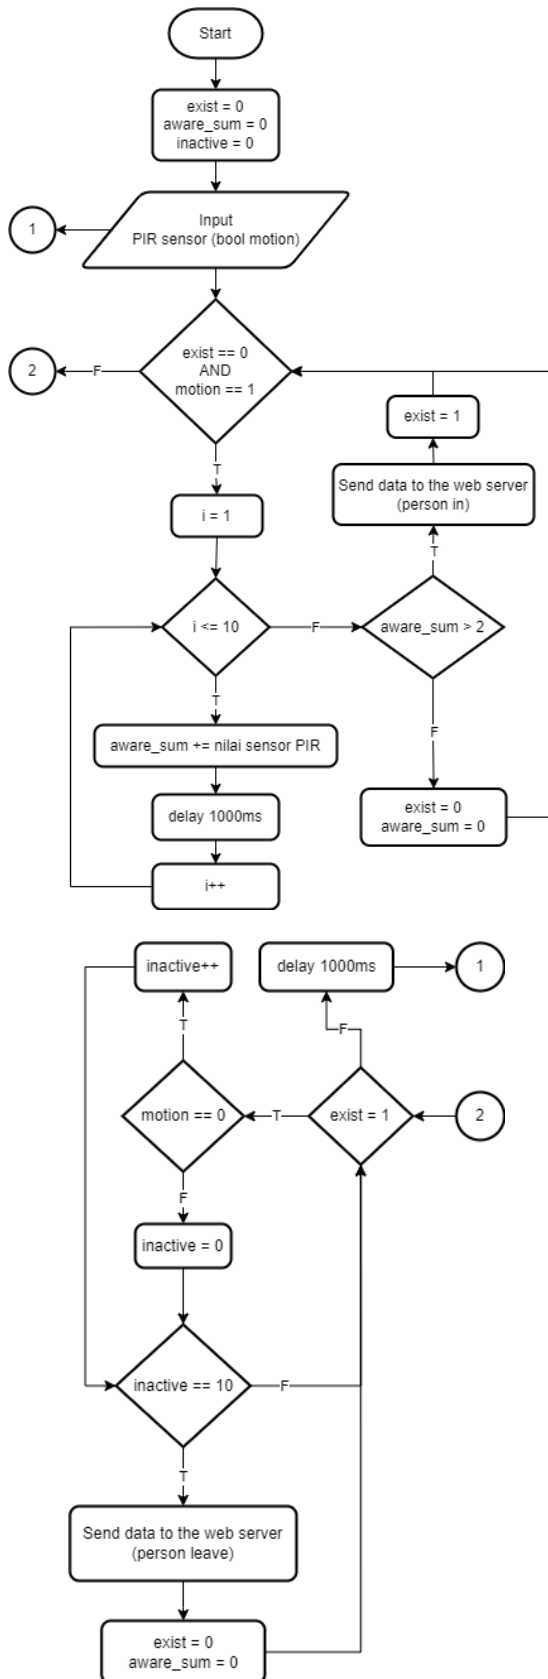 Start
exist = 0
aware_sum = 0
inactive = 0
Input
PIR sensor (bool motion)
1
exist == 0
AND
motion == 1
F
2
T
exist = 1
Send data to the web server
(person in)
T
i = 1
i <= 10
F
aware_sum > 2
T
F
aware_sum += nilai sensor PIR
delay 1000ms
i++
exist = 0
aware_sum = 0
inactive++
delay 1000ms
1
T
F
motion == 0
T
exist = 1
2
F
inactive = 0
inactive == 10
F
T
Send data to the web server
(person leave)
exist = 0
aware_sum = 0